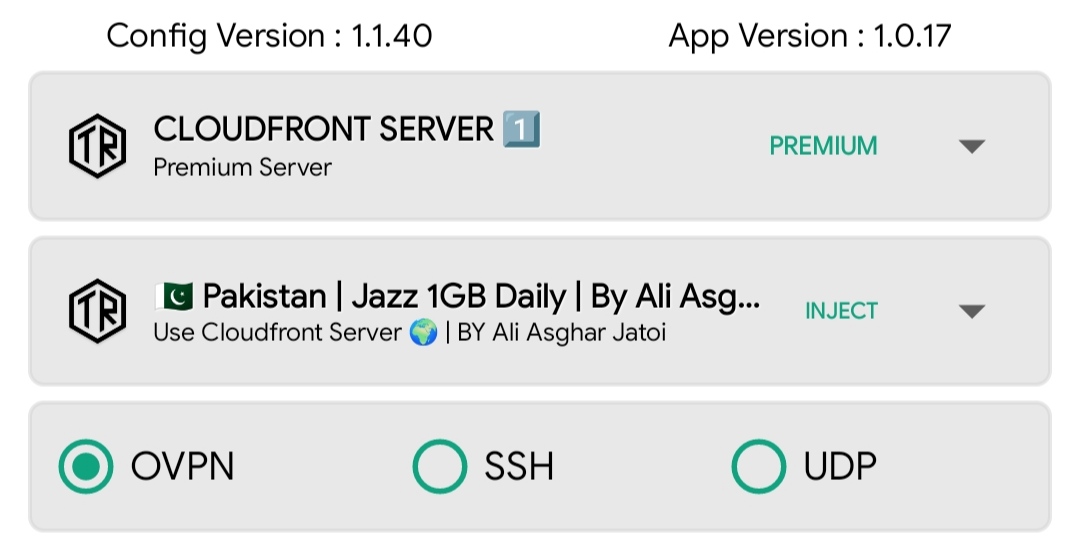 Config Version : 1.1.40
App Version : 1.0.17
TR
CLOUDFRONT SERVER 1️⃣
Premium Server
PREMIUM
TR
🇵🇰 Pakistan | Jazz 1GB Daily | By Ali Asg...
Use Cloudfront Server 🌍 | BY Ali Asghar Jatoi
INJECT
OVPN
SSH
UDP